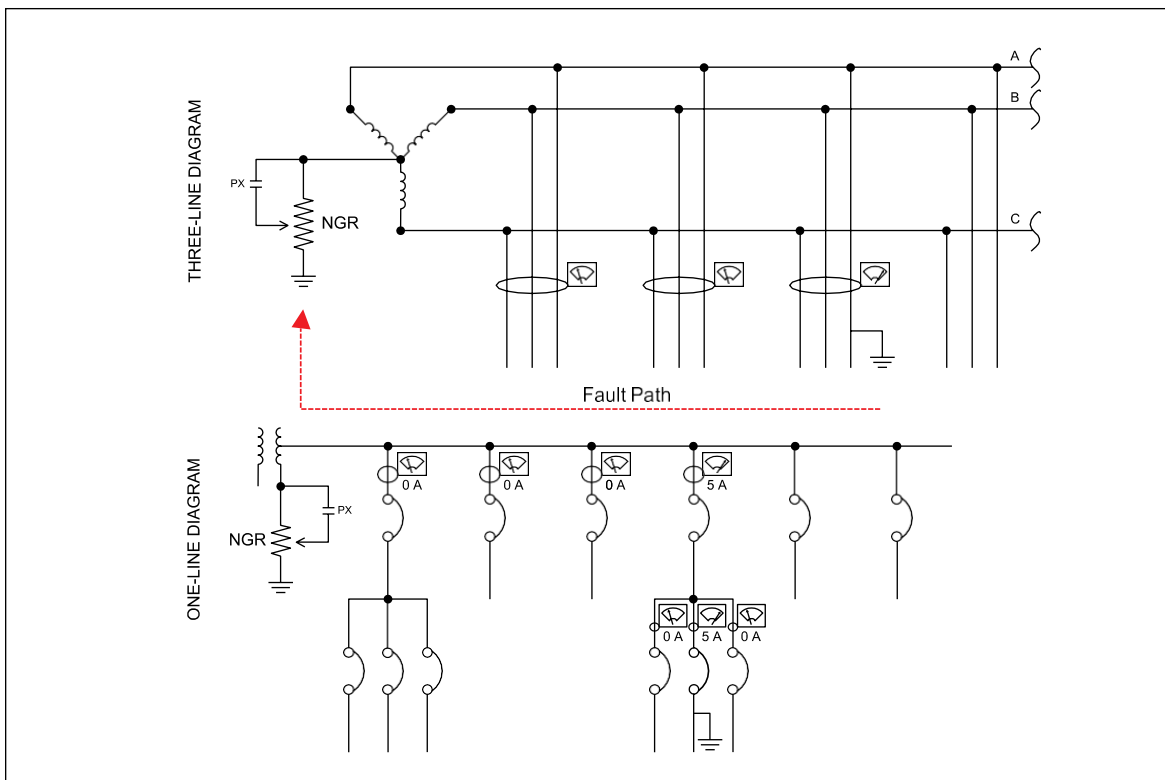 THREE-LINE DIAGRAM
A
B
PX
NGR
C
Fault Path
ONE-LINE DIAGRAM
0 A
0 A
0 A
5 A
PX
NGR
0 A
5 A
0 A